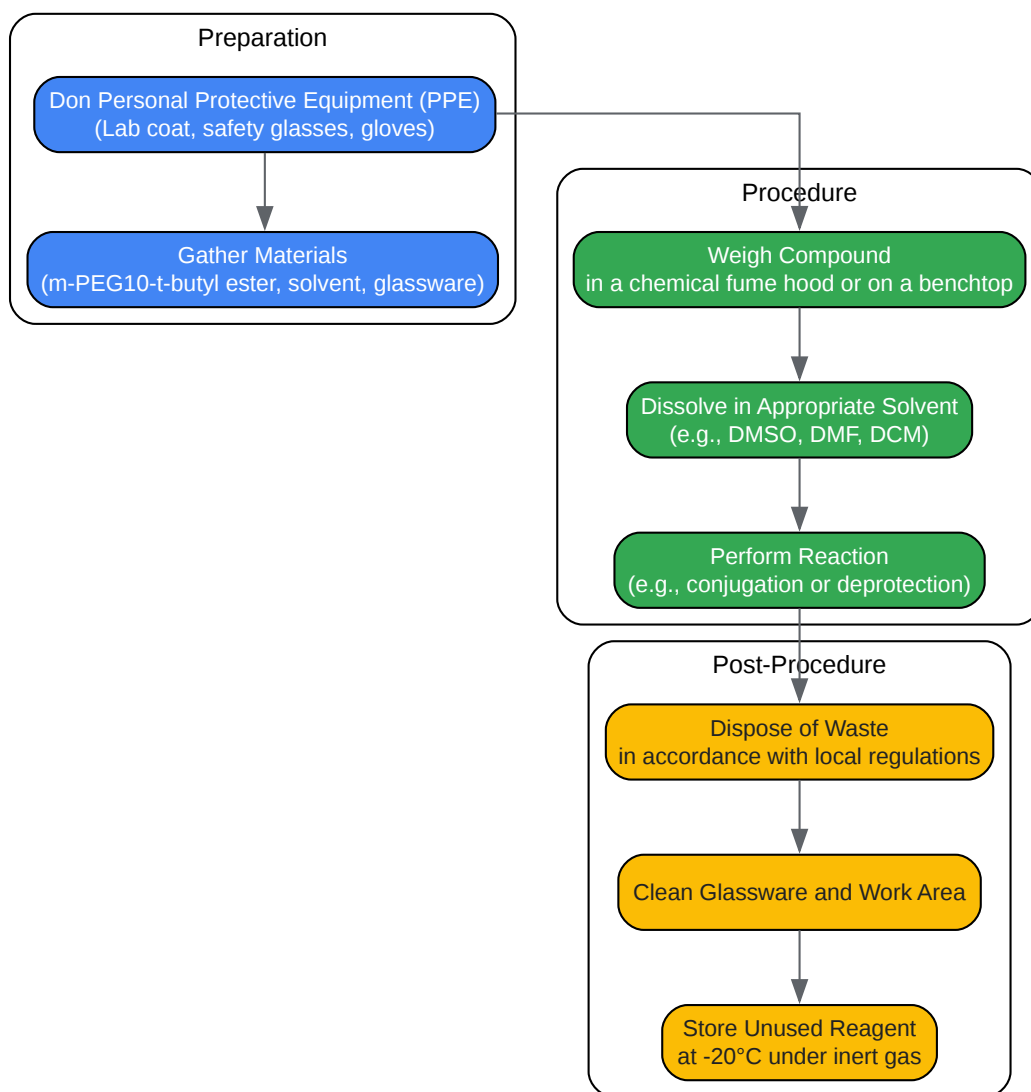 Preparation
Don Personal Protective Equipment (PPE)
(Lab coat, safety glasses, gloves)
Gather Materials
(m-PEG10-t-butyl ester, solvent, glassware)
Procedure
Weigh Compound
in a chemical fume hood or on a benchtop
Dissolve in Appropriate Solvent
(e.g., DMSO, DMF, DCM)
Perform Reaction
(e.g., conjugation or deprotection)
Post-Procedure
Dispose of Waste
in accordance with local regulations
Clean Glassware and Work Area
Store Unused Reagent
at -20°C under inert gas